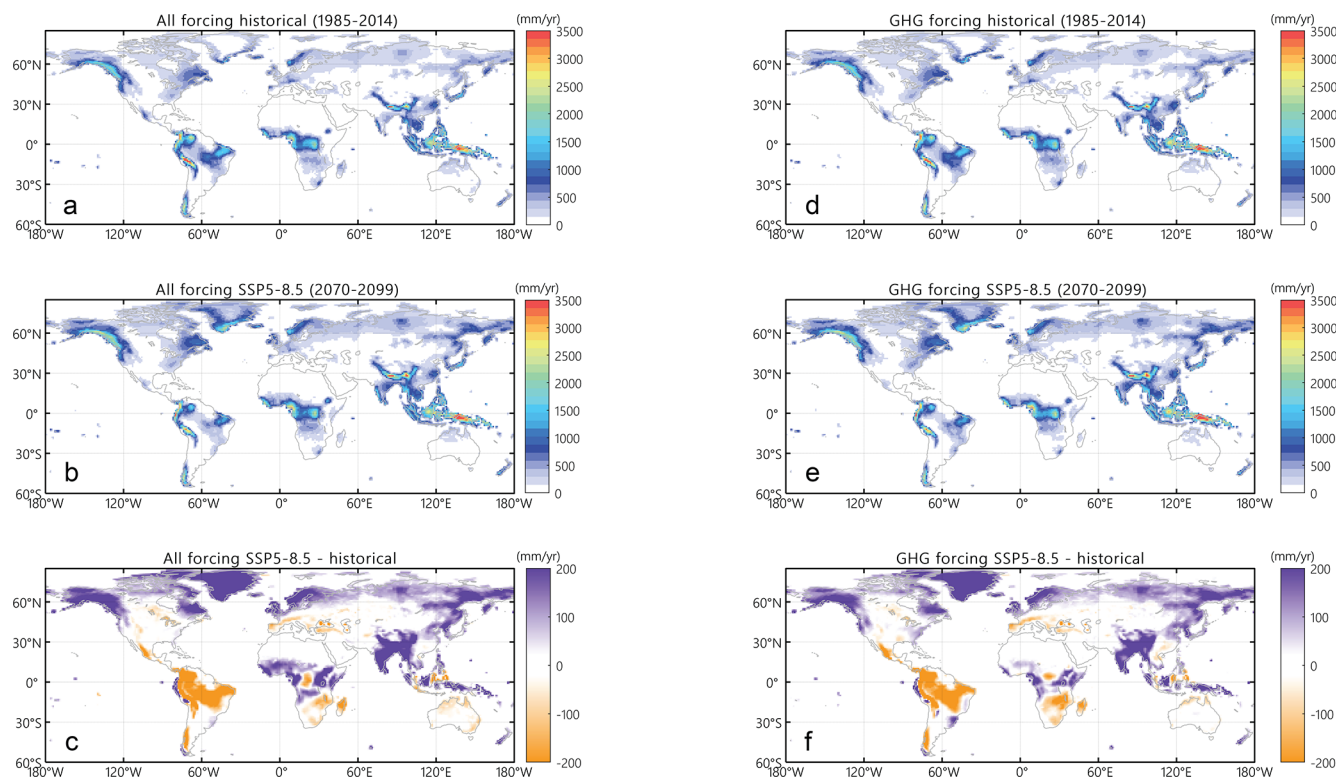 All forcing historical (1985-2014)
(mm/yr)
60°N
30°N
0°
30°S
60°S
180°W
120°W
60°W
0°
60°E
120°E
180°W
3500
3000
2500
2000
1500
1000
500
0
a
GHG forcing historical (1985-2014)
(mm/yr)
60°N
30°N
0°
30°S
60°S
180°W
120°W
60°W
0°
60°E
120°E
180°W
3500
3000
2500
2000
1500
1000
500
0
d
All forcing SSP5-8.5 (2070-2099)
(mm/yr)
60°N
30°N
0°
30°S
60°S
180°W
120°W
60°W
0°
60°E
120°E
180°W
3500
3000
2500
2000
1500
1000
500
0
b
GHG forcing SSP5-8.5 (2070-2099)
(mm/yr)
60°N
30°N
0°
30°S
60°S
180°W
120°W
60°W
0°
60°E
120°E
180°W
3500
3000
2500
2000
1500
1000
500
0
e
All forcing SSP5-8.5 - historical
(mm/yr)
60°N
30°N
0°
30°S
60°S
180°W
120°W
60°W
0°
60°E
120°E
180°W
200
100
0
-100
-200
c
GHG forcing SSP5-8.5 - historical
(mm/yr)
60°N
30°N
0°
30°S
60°S
180°W
120°W
60°W
0°
60°E
120°E
180°W
200
100
0
-100
-200
f